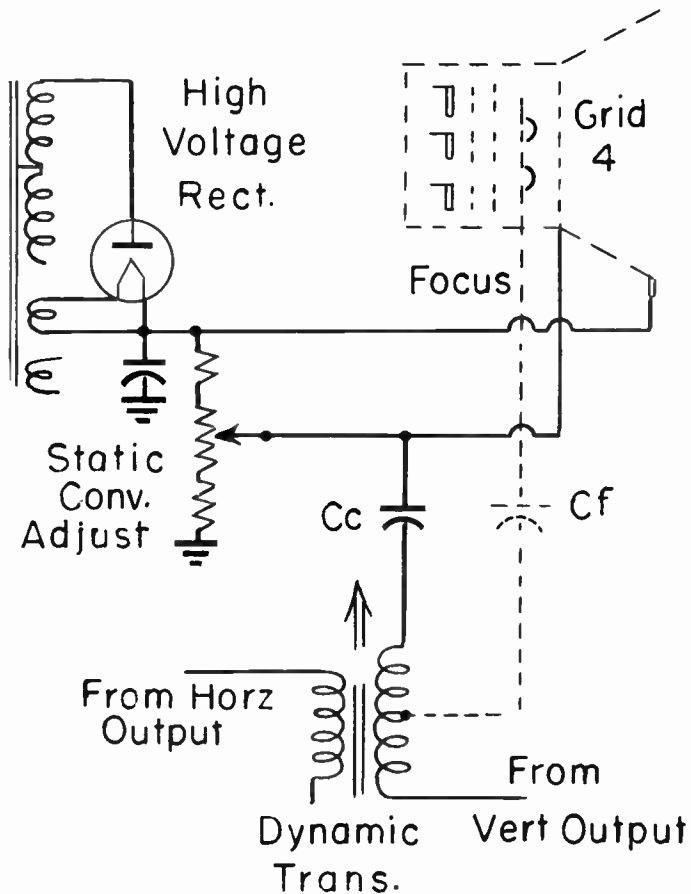 High
Voltage
Rect.
Grid
4
Focus
Static
Conv.
Adjust
Cc
Cf
From Horz
Output
From
Vert Output
Dynamic
Trans.